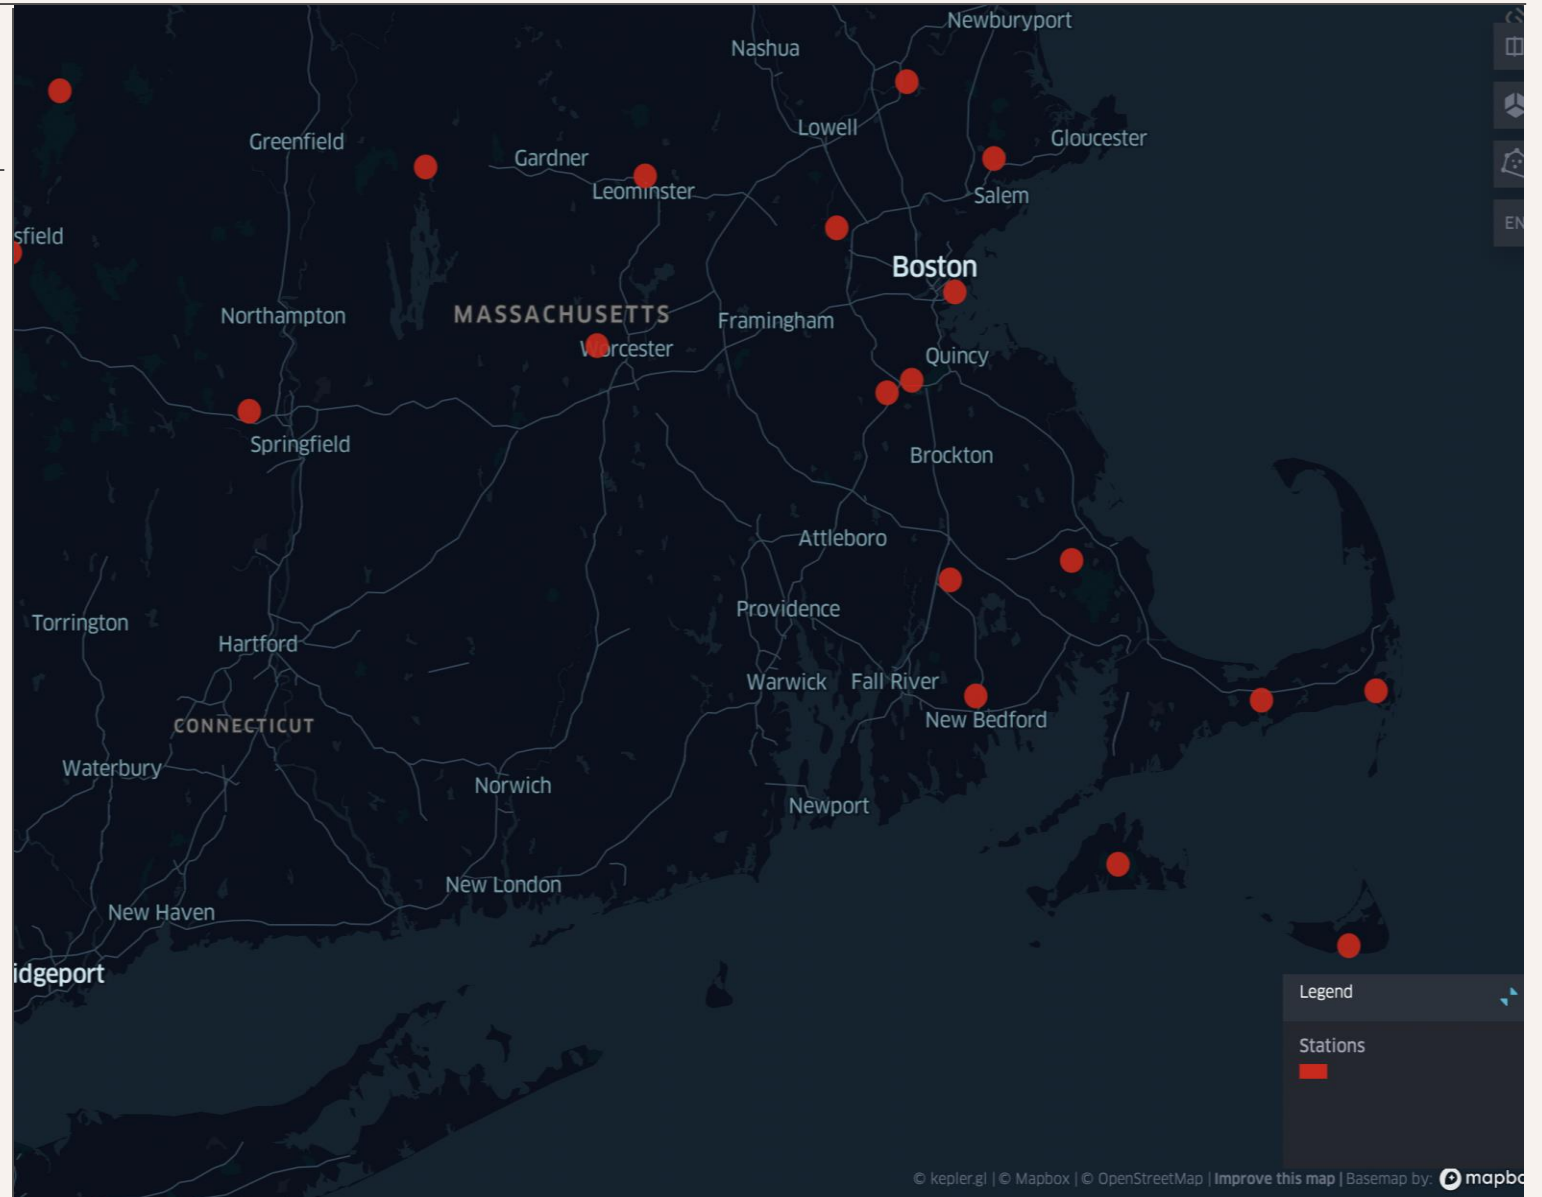 Newburyport
Nashua
Lowell
Greenfield
Gardner
Gloucester
Leominster
Salem
sfield
EN
Boston
Northampton
MASSACHUSETTS
Framingham
Worcester
Quincy
Springfield
Brockton
Attleboro
Providence
Torrington
Hartford
Warwick
Fall River
New Bedford
CONNECTICUT
Waterbury
Norwich
Newport
New London
New Haven
idgeport
Legend
Stations
© kepler.gl | © Mapbox | © OpenStreetMap | Improve this map | Basemap by: mapbo